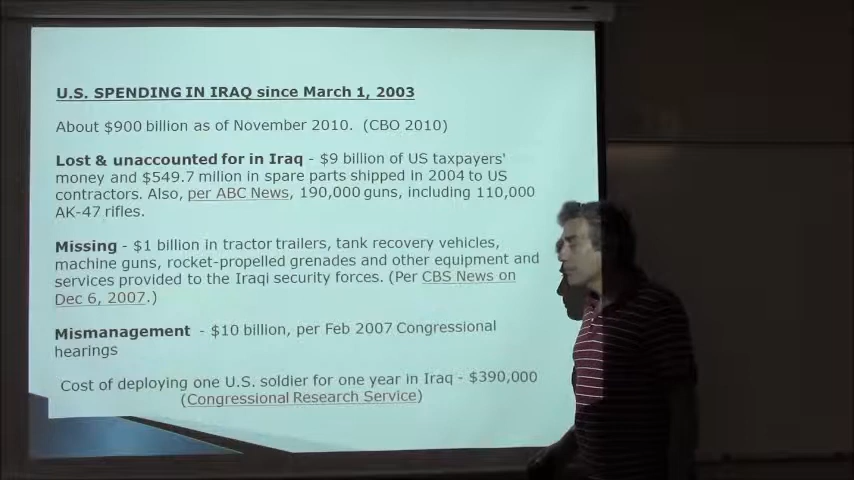 U.S. SPENDING IN IRAQ since March 1, 2003
About $900 billion as of November 2010. (CBO 2010)
Lost & unaccounted for in Iraq - $9 billion of US taxpayers'
money and $549.7 milion in spare parts shipped in 2004 to US
contractors. Also, per ABC News, 190,000 guns, including 110,000
AK-47 rifles.
Missing - $1 billion in tractor trailers, tank recovery vehicles,
machine guns, rocket-propelled grenades and other equipment and
services provided to the Iraqi security forces. (Per CBS News on
Dec 6, 2007.)
Mismanagement - $10 billion, per Feb 2007 Congressional
hearings
Cost of deploying one U.S. soldier for one year in Iraq - $390,000
(Congressional Research Service)